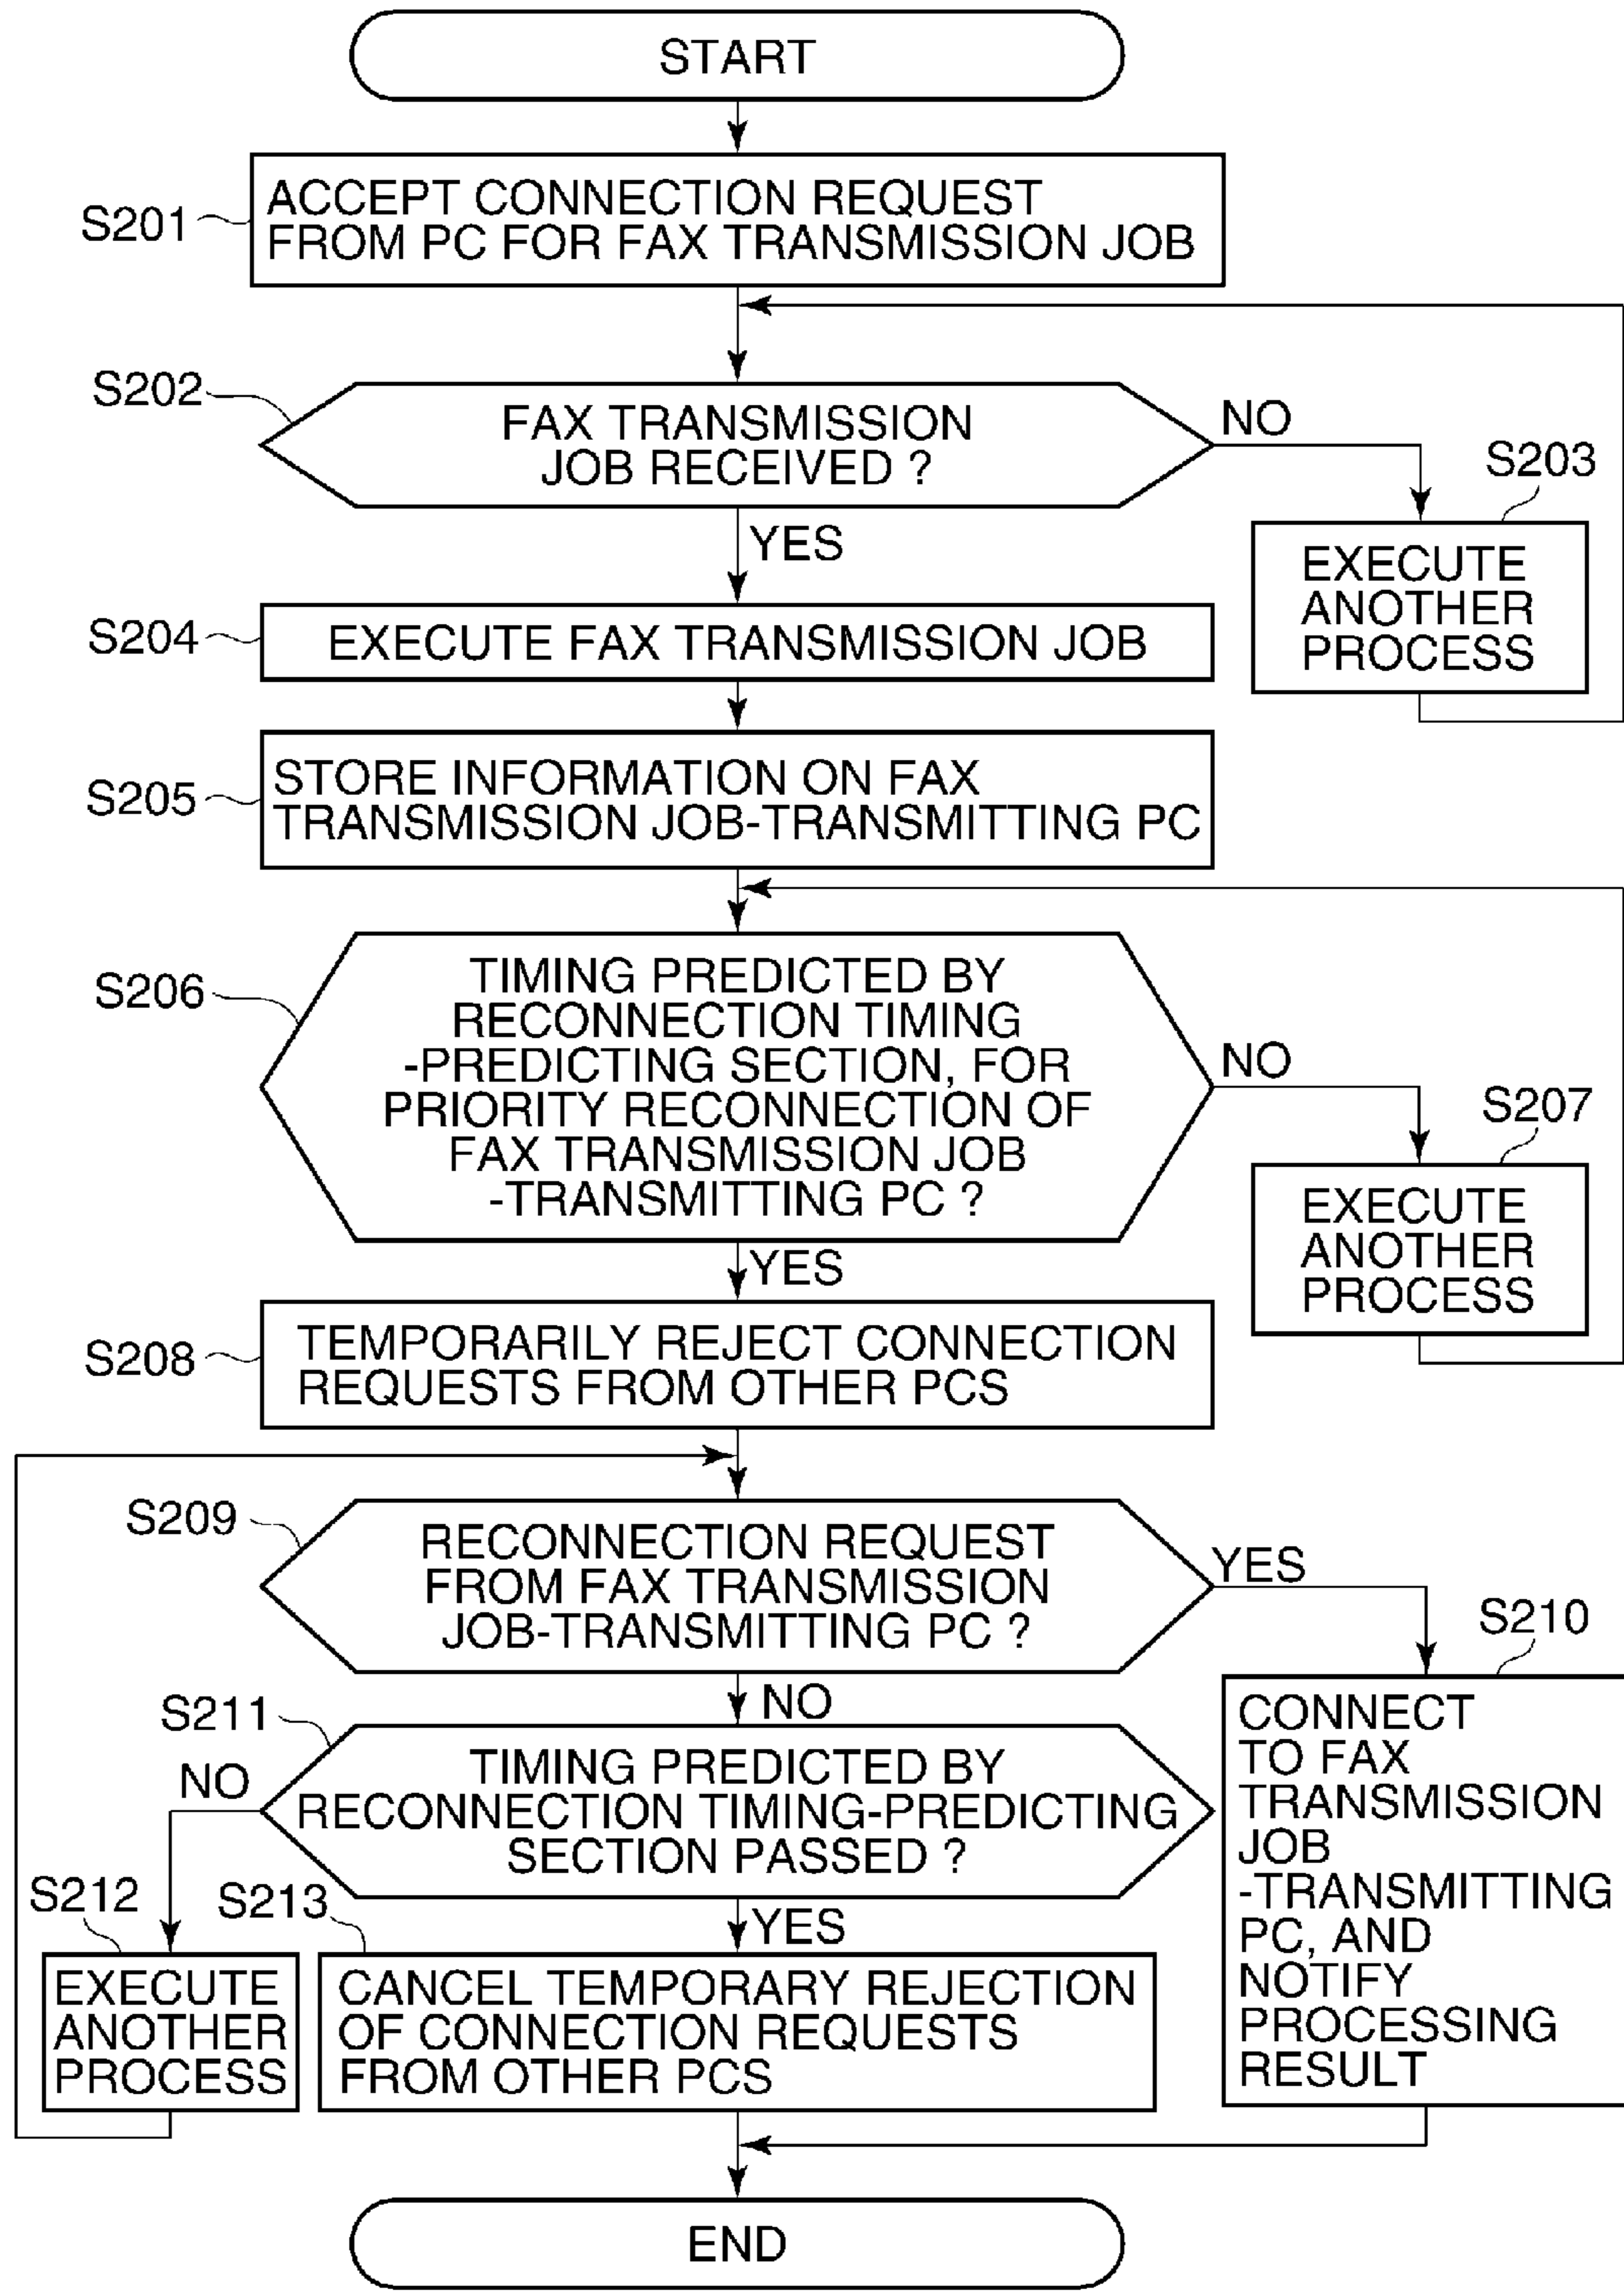 START
S201
ACCEPT CONNECTION REQUEST
FROM PC FOR FAX TRANSMISSION JOB
S202
FAX TRANSMISSION
JOB RECEIVED ?
NO
S203
EXECUTE
ANOTHER
PROCESS
YES
S204
EXECUTE FAX TRANSMISSION JOB
S205
STORE INFORMATION ON FAX
TRANSMISSION JOB-TRANSMITTING PC
S206
TIMING PREDICTED BY
RECONNECTION TIMING
-PREDICTING SECTION, FOR
PRIORITY RECONNECTION OF
FAX TRANSMISSION JOB
-TRANSMITTING PC ?
NO
S207
EXECUTE
ANOTHER
PROCESS
YES
S208
TEMPORARILY REJECT CONNECTION
REQUESTS FROM OTHER PCS
S209
RECONNECTION REQUEST
FROM FAX TRANSMISSION
JOB-TRANSMITTING PC ?
YES
S210
CONNECT
TO FAX
TRANSMISSION
JOB
-TRANSMITTING
PC, AND
NOTIFY
PROCESSING
RESULT
NO
S211
TIMING PREDICTED BY
RECONNECTION TIMING-PREDICTING
SECTION PASSED ?
NO
S212
EXECUTE
ANOTHER
PROCESS
YES
S213
CANCEL TEMPORARY REJECTION
OF CONNECTION REQUESTS
FROM OTHER PCS
END